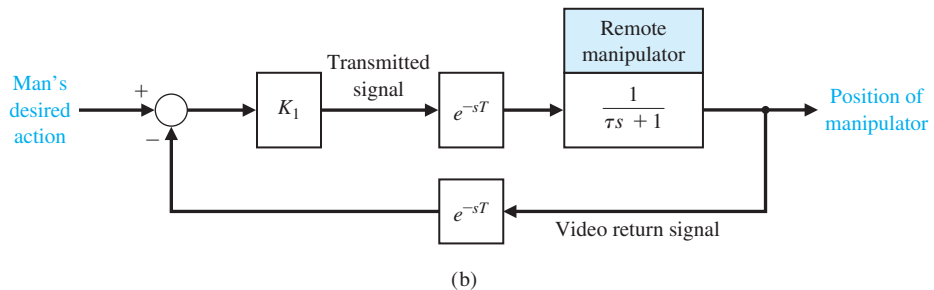 Remote
manipulator
Man's
desired
action
+
−
K₁
Transmitted
signal
e^{−sT}
1
τs + 1
Position of
manipulator
e^{−sT}
Video return signal
(b)